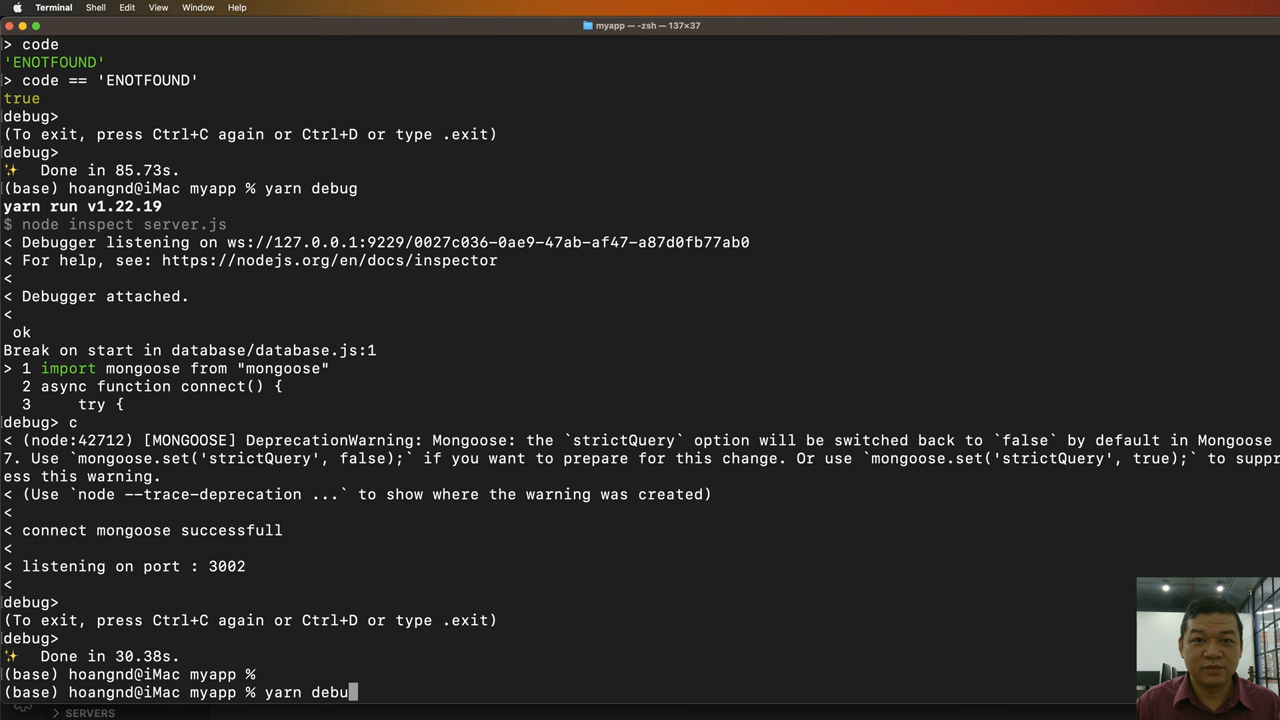 Terminal Shell Edit View Window Help
myapp — -zsh — 137×37
> code
'ENOTFOUND'
> code == 'ENOTFOUND'
true
debug>
(To exit, press Ctrl+C again or Ctrl+D or type .exit)
debug>
✨ Done in 85.73s.
(base) hoangnd@iMac myapp % yarn debug
yarn run v1.22.19
$ node inspect server.js
< Debugger listening on ws://127.0.0.1:9229/0027c036-0ae9-47ab-af47-a87d0fb77ab0
< For help, see: https://nodejs.org/en/docs/inspector
<
< Debugger attached.
<
ok
Break on start in database/database.js:1
> 1 import mongoose from "mongoose"
2 async function connect() {
3 try {
debug> c
< (node:42712) [MONGOOSE] DeprecationWarning: Mongoose: the `strictQuery` option will be switched back to `false` by default in Mongoose
7. Use `mongoose.set('strictQuery', false);` if you want to prepare for this change. Or use `mongoose.set('strictQuery', true);` to suppr
ess this warning.
< (Use `node --trace-deprecation ...` to show where the warning was created)
<
< connect mongoose successfull
<
< listening on port : 3002
<
debug>
(To exit, press Ctrl+C again or Ctrl+D or type .exit)
debug>
✨ Done in 30.38s.
(base) hoangnd@iMac myapp %
(base) hoangnd@iMac myapp % yarn debu
> SERVERS